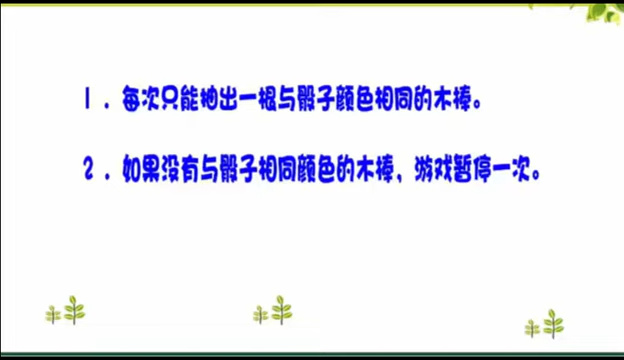 1．每次只能抽出一根与骰子颜色相同的木棒。
2．如果没有与骰子相同颜色的木棒，游戏暂停一次。